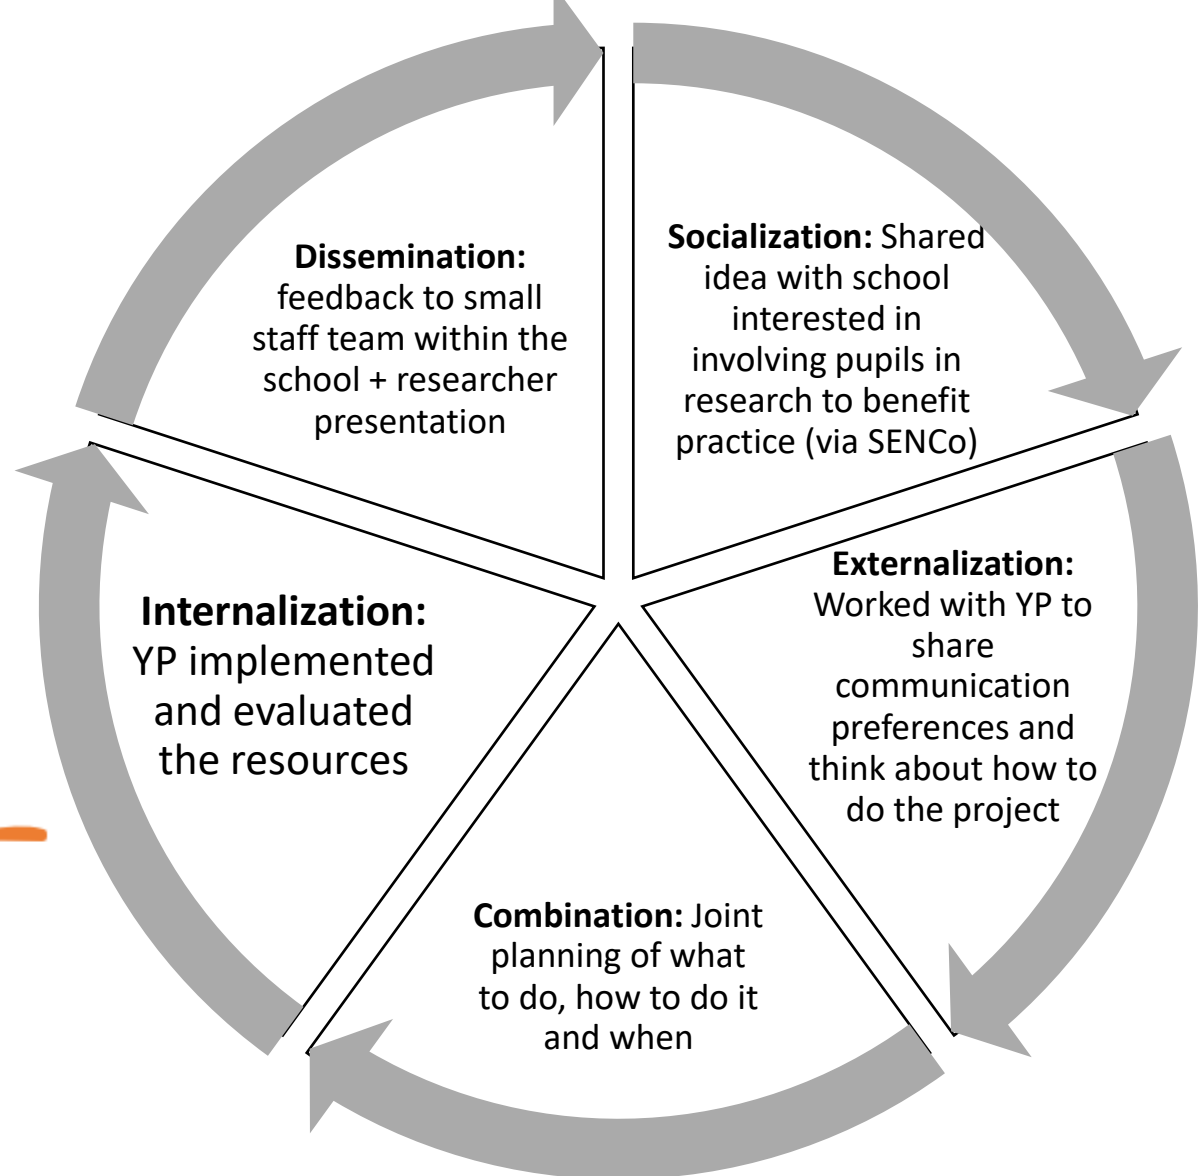 Socialization: Shared
idea with school
interested in
involving pupils in
research to benefit
practice (via SENCo)
Externalization:
Worked with YP to
share
communication
preferences and
think about how to
do the project
Combination: Joint
planning of what
to do, how to do it
and when
Internalization:
YP implemented
and evaluated
the resources
Dissemination:
feedback to small
staff team within the
school + researcher
presentation